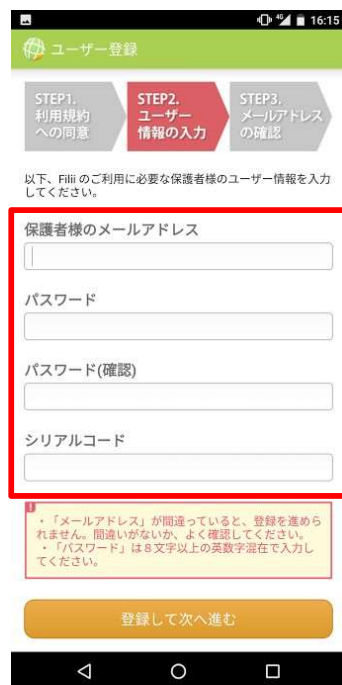 16:15
ユーザー登録
STEP1.
利用規約
への同意
STEP2.
ユーザー
情報の入力
STEP3.
メールアドレス
の確認
以下、Filii のご利用に必要な保護者様のユーザー情報を入力
してください。
保護者様のメールアドレス
パスワード
パスワード(確認)
シリアルコード
・「メールアドレス」が間違っていると、登録を進めら
れません。間違いがないか、よく確認してください。
・「パスワード」は８文字以上の英数字混在で入力し
てください。
登録して次へ進む